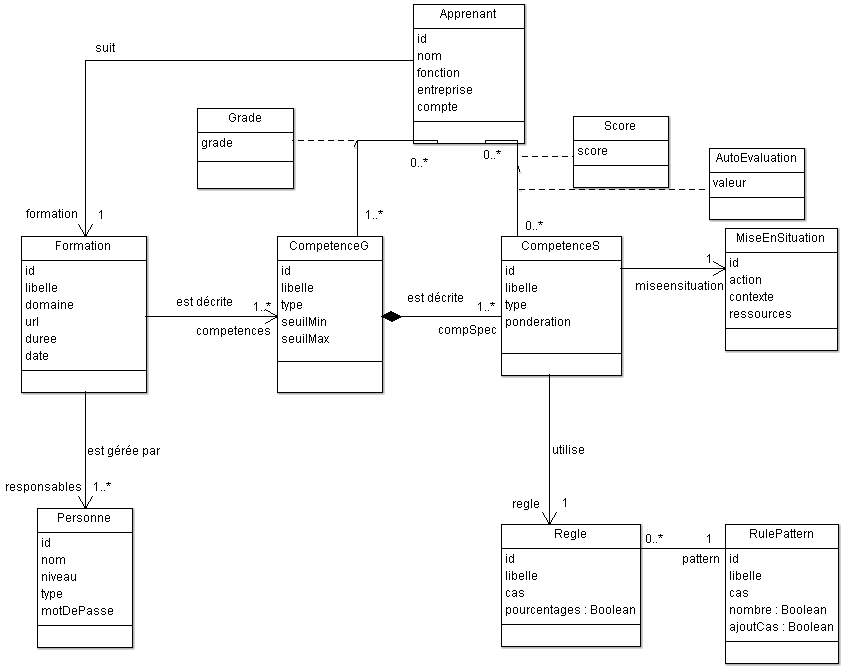 Apprenant
id
nom
fonction
entreprise
compte
suit
Grade
grade
0..*
0..*
Score
score
AutoEvaluation
valeur
formation
1
1..*
0..*
Formation
id
libelle
domaine
url
duree
date
est décrite
1..*
competences
CompetenceG
id
libelle
type
seuilMin
seuilMax
est décrite
1..*
compSpec
CompetenceS
id
libelle
type
ponderation
1
miseensituation
MiseEnSituation
id
action
contexte
ressources
est gérée par
responsables
1..*
utilise
regle
1
Personne
id
nom
niveau
type
motDePasse
Regle
id
libelle
cas
pourcentages : Boolean
0..*
1
pattern
RulePattern
id
libelle
cas
nombre : Boolean
ajoutCas : Boolean